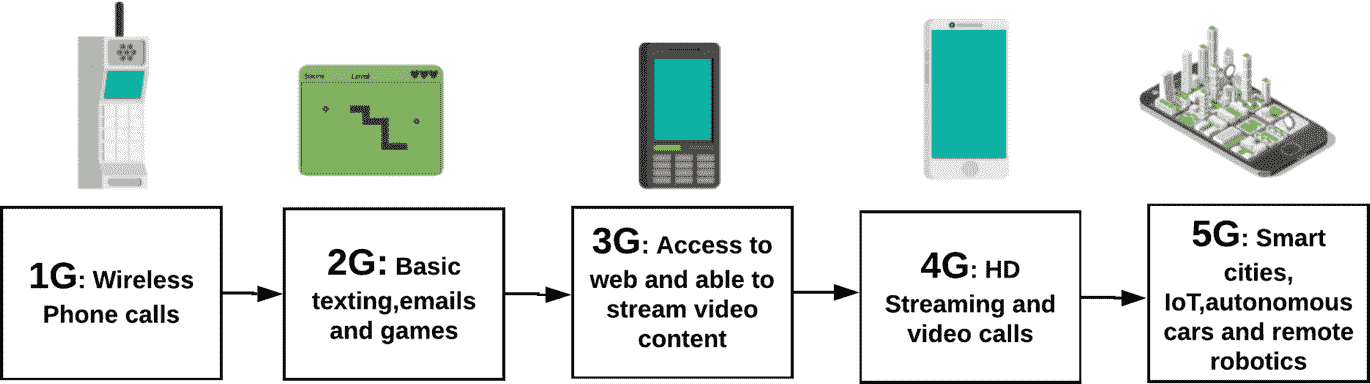 Score Level
1G: Wireless
Phone calls
2G: Basic
texting,emails
and games
3G: Access to
web and able to
stream video
content
4G: HD
Streaming and
video calls
5G: Smart
cities,
IoT,autonomous
cars and remote
robotics